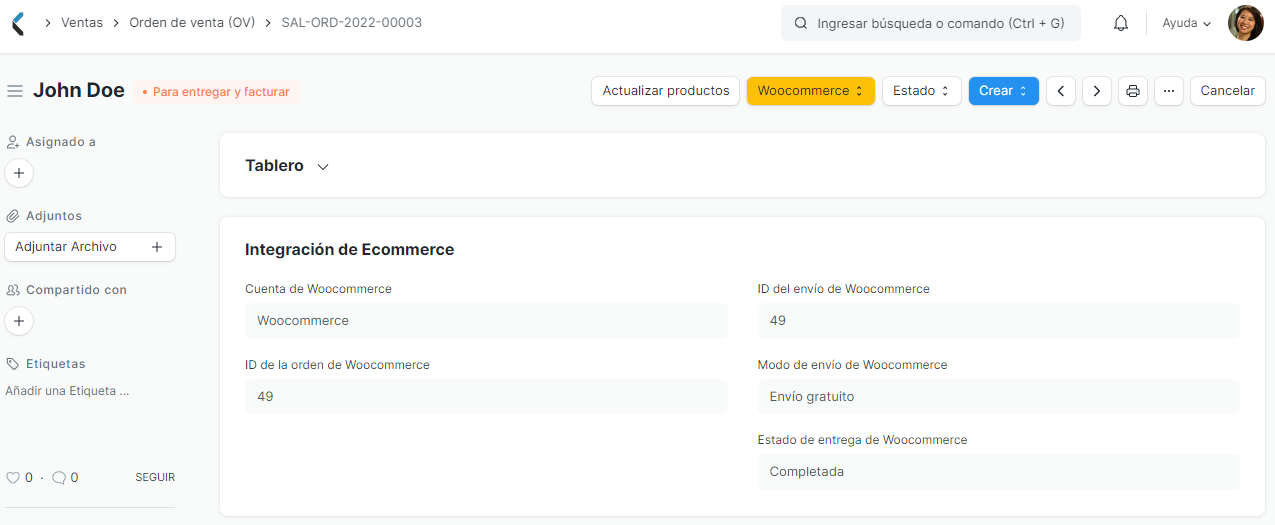 Ventas
Orden de venta (OV)
SAL-ORD-2022-00003
Ingresar búsqueda o comando (Ctrl + G)
Ayuda
John Doe
• Para entregar y facturar
Actualizar productos
Woocommerce
Estado
Crear
...
Cancelar
Asignado a
Adjuntos
Adjuntar Archivo
Compartido con
Etiquetas
Añadir una Etiqueta ...
0 · 0
SEGUIR
Tablero
Integración de Ecommerce
Cuenta de Woocommerce
Woocommerce
ID de la orden de Woocommerce
49
ID del envío de Woocommerce
49
Modo de envío de Woocommerce
Envío gratuito
Estado de entrega de Woocommerce
Completada